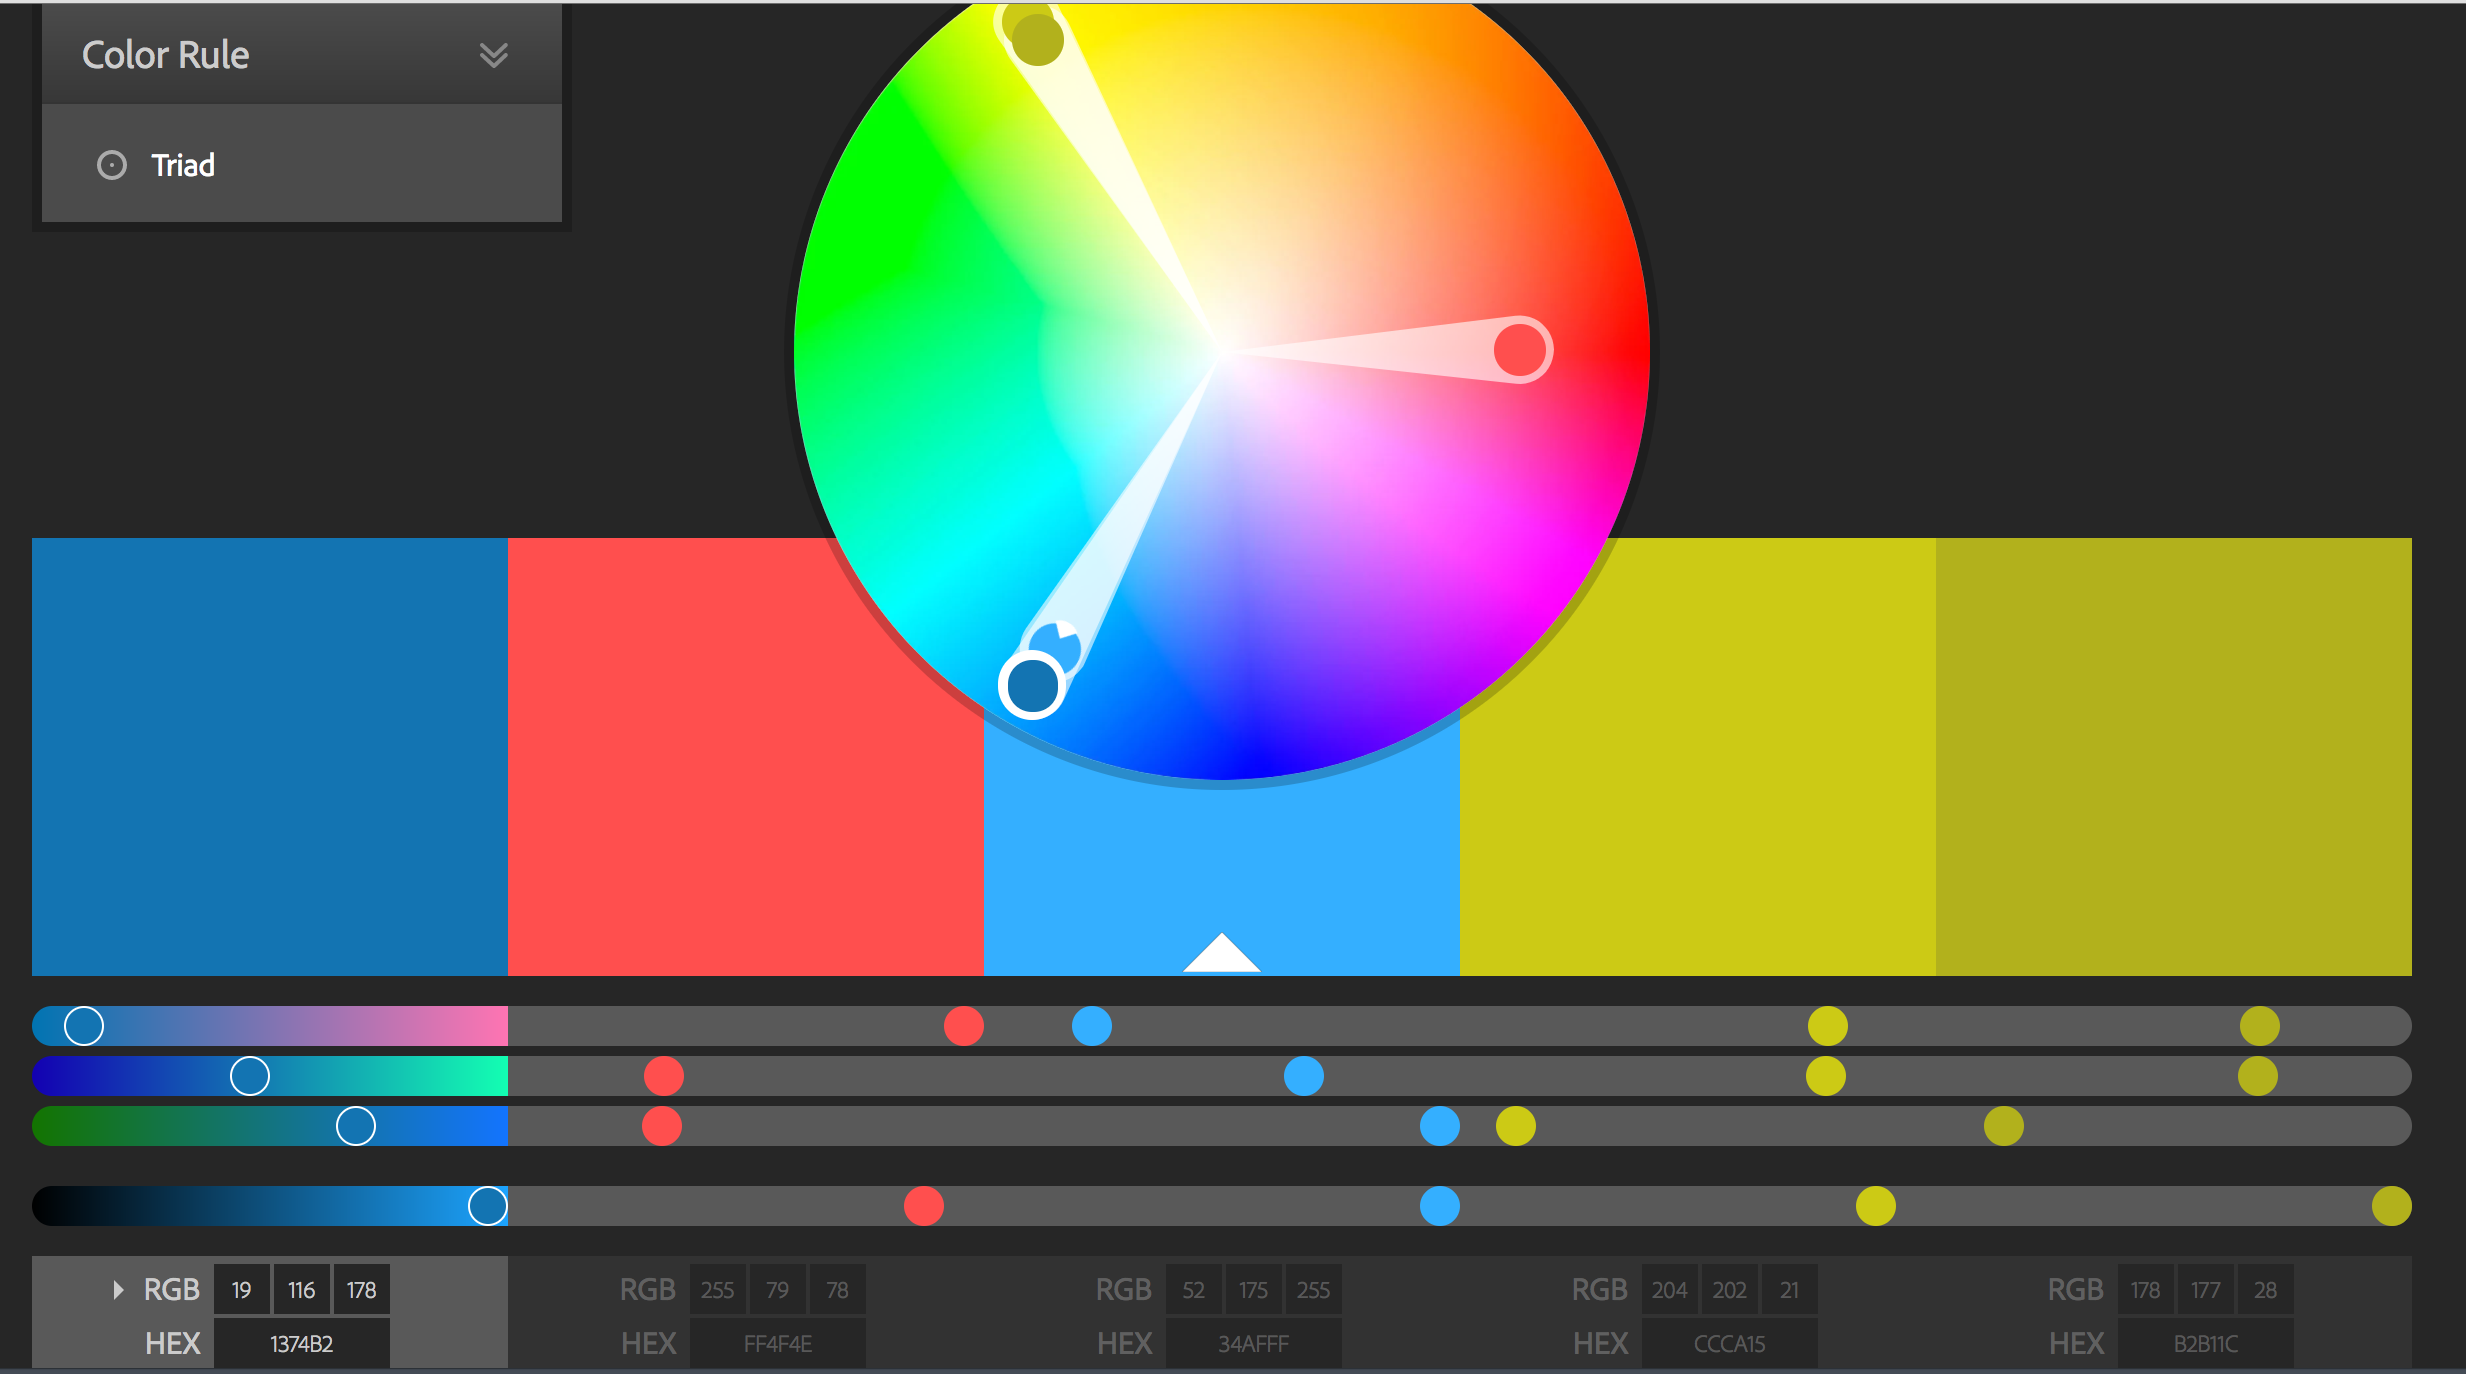 Color Rule
Triad
RGB 19 116 178 RGB 255 79 78 RGB 52 175 255 RGB 204 202 21 RGB 178 177 28
HEX 1374B2 HEX FF4F4E HEX 34AFFF HEX CCCA15 HEX B2B11C